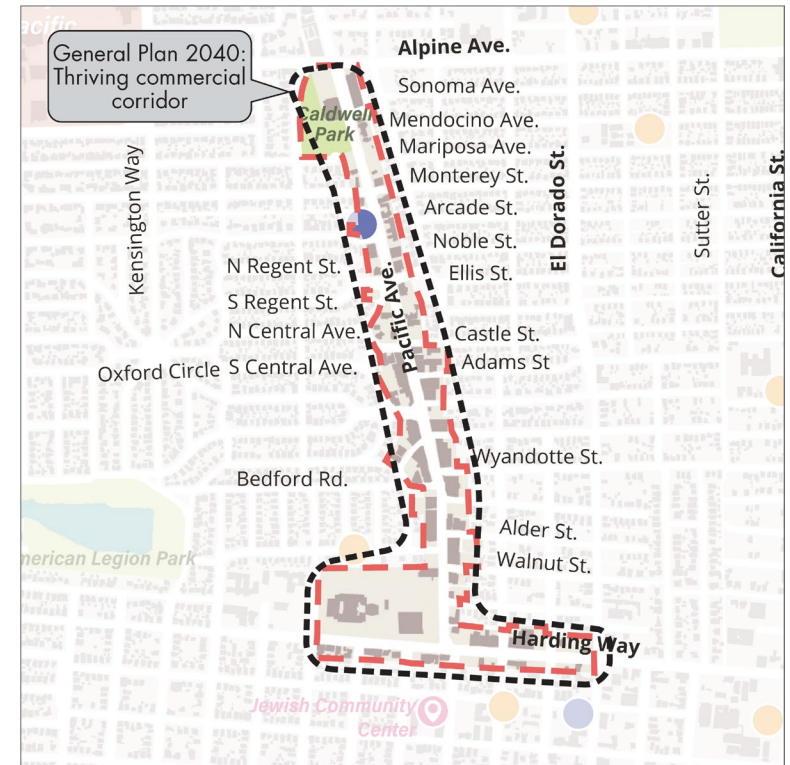 acific
General Plan 2040:
Thriving commercial
corridor
Alpine Ave.
Sonoma Ave.
Caldwell
Park
Mendocino Ave.
Mariposa Ave.
Monterey St.
Kensington Way
El Dorado St.
Sutter St.
California St.
Arcade St.
Noble St.
N Regent St.
Ellis St.
S Regent St.
Pacific Ave.
N Central Ave.
Castle St.
Oxford Circle
S Central Ave.
Adams St
Wyandotte St.
Bedford Rd.
Alder St.
merican Legion Park
Walnut St.
Harding Way
Jewish Community
Center